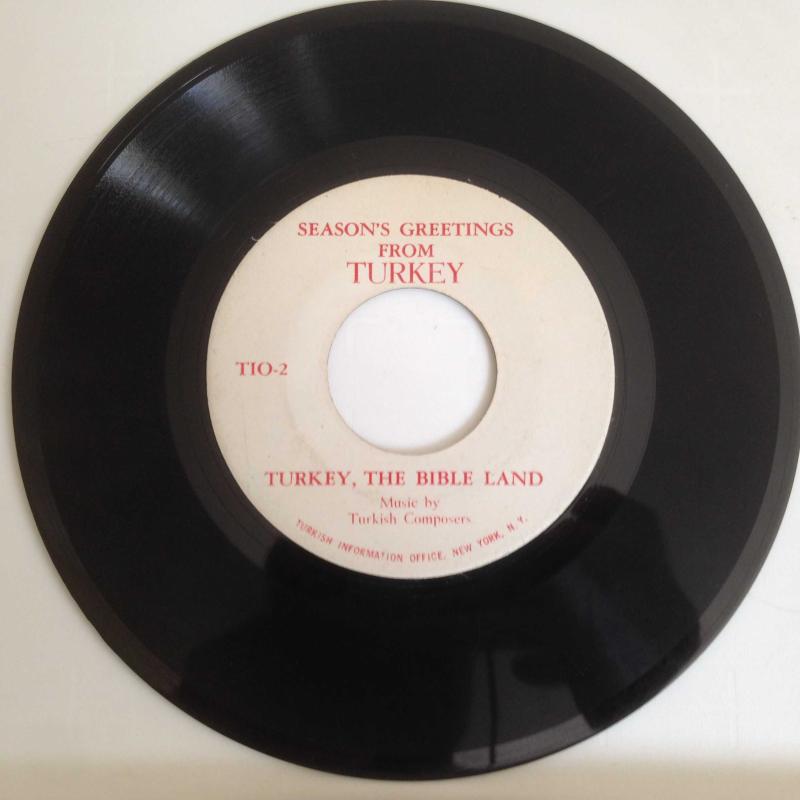 SEASON'S GREETINGS
FROM
TURKEY
TIO-2
TURKEY, THE BIBLE LAND
Music by
Turkish Composers
TURKISH INFORMATION OFFICE, NEW YORK, N.Y.